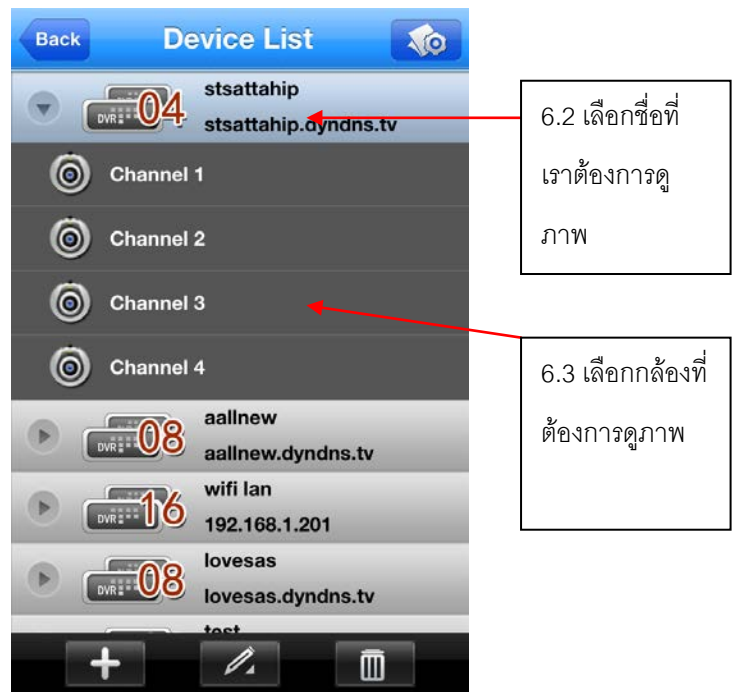 Back
Device List
DVR 04
stsattahip
stsattahip.dyndns.tv
Channel 1
Channel 2
Channel 3
Channel 4
DVR 08
aallnew
aallnew.dyndns.tv
DVR 16
wifi lan
192.168.1.201
DVR 08
lovesas
lovesas.dyndns.tv
test
6.2 เลือกชื่อที่
เราต้องการดู
ภาพ
6.3 เลือกกล้องที่
ต้องการดูภาพ